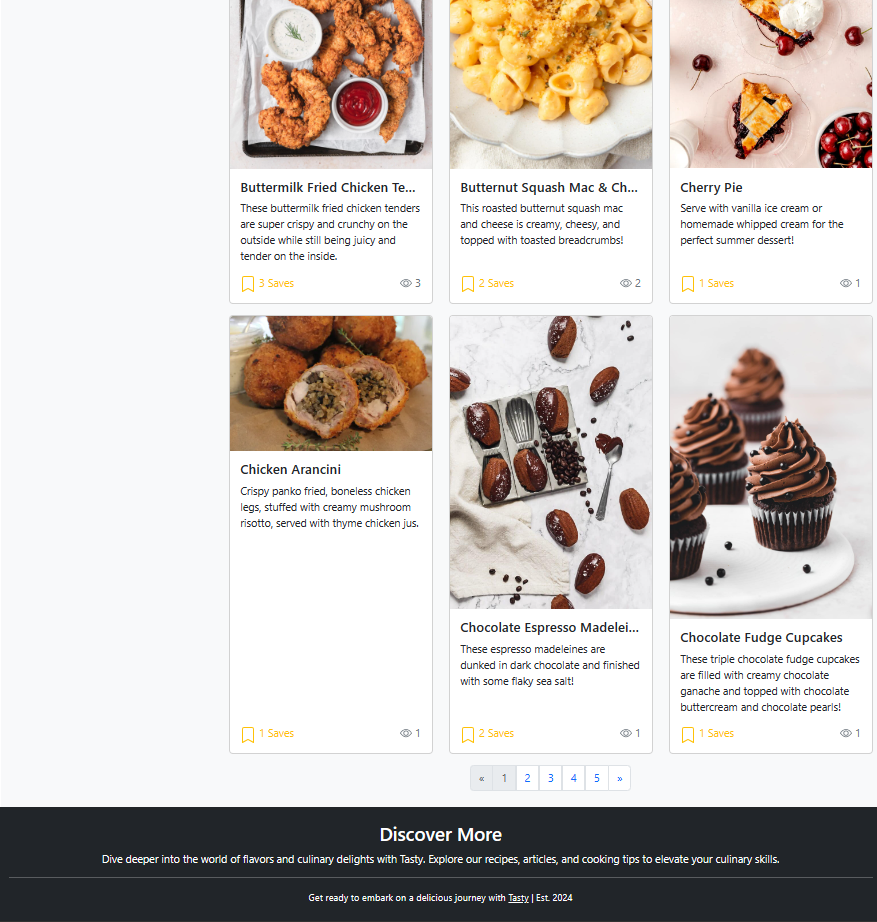 Buttermilk Fried Chicken Te...
These buttermilk fried chicken tenders
are super crispy and crunchy on the
outside while still being juicy and
tender on the inside.
3 Saves
3
Butternut Squash Mac & Ch...
This roasted butternut squash mac
and cheese is creamy, cheesy, and
topped with toasted breadcrumbs!
2 Saves
2
Cherry Pie
Serve with vanilla ice cream or
homemade whipped cream for the
perfect summer dessert!
1 Saves
1
Chicken Arancini
Crispy panko fried, boneless chicken
legs, stuffed with creamy mushroom
risotto, served with thyme chicken jus.
1 Saves
1
Chocolate Espresso Madelei...
These espresso madeleines are
dunked in dark chocolate and finished
with some flaky sea salt!
2 Saves
1
Chocolate Fudge Cupcakes
These triple chocolate fudge cupcakes
are filled with creamy chocolate
ganache and topped with chocolate
buttercream and chocolate pearls!
1 Saves
1
« 1 2 3 4 5 »
Discover More
Dive deeper into the world of flavors and culinary delights with Tasty. Explore our recipes, articles, and cooking tips to elevate your culinary skills.
Get ready to embark on a delicious journey with Tasty | Est. 2024